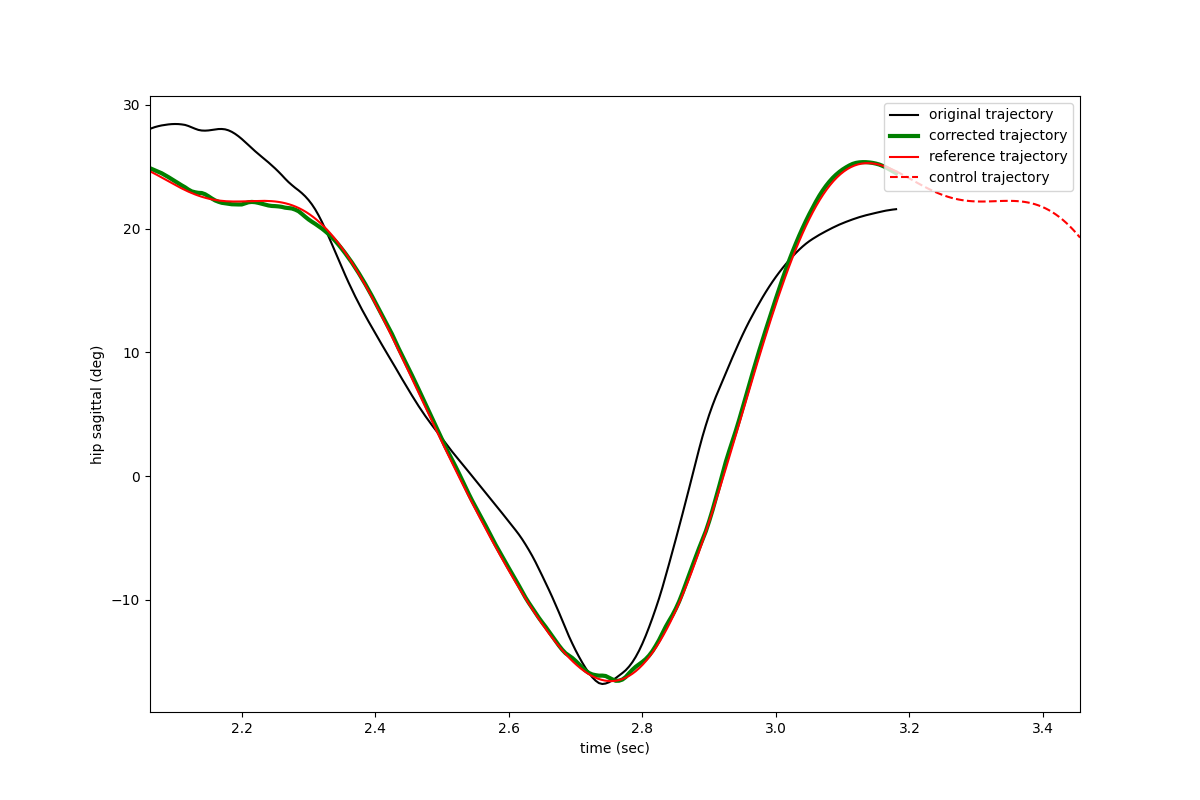 30
20
10
0
−10
hip sagittal (deg)
2.2
2.4
2.6
2.8
3.0
3.2
3.4
time (sec)
original trajectory
corrected trajectory
reference trajectory
control trajectory